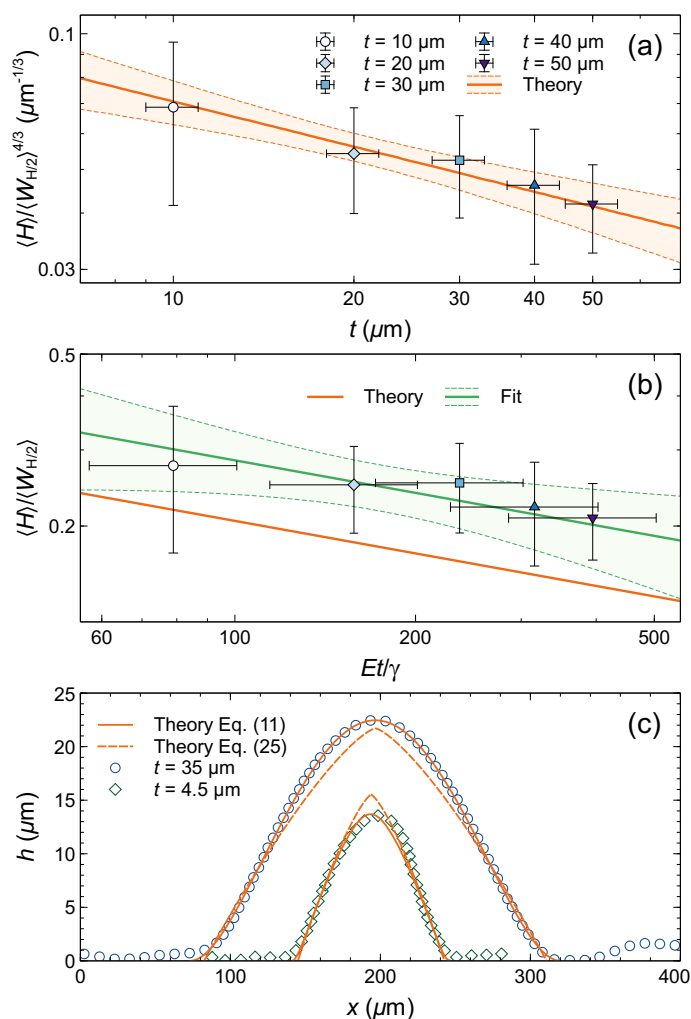 0.1
(a)
t = 10 µm
t = 40 µm
t = 20 µm
t = 50 µm
t = 30 µm
Theory
⟨H⟩/⟨W_{H/2}⟩^{4/3} (µm^{-1/3})
0.03
10 20 30 40 50
t (µm)
0.5
(b)
Theory
Fit
⟨H⟩/⟨W_{H/2}⟩
0.2
60 100 200 500
Et/γ
25
(c)
Theory Eq. (11)
20
Theory Eq. (25)
t = 35 µm
15
t = 4.5 µm
h (µm)
10
5
0
0 100 200 300 400
x (µm)